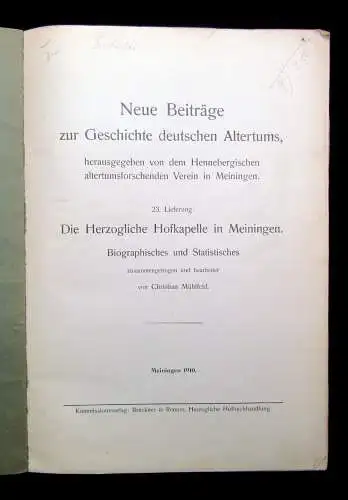 Neue Beiträge
zur Geschichte deutschen Altertums,
herausgegeben von dem Hennebergischen
altertumsforschenden Verein in Meiningen.
23. Lieferung
Die Herzogliche Hofkapelle in Meiningen.
Biographisches und Statistisches
zusammengetragen und bearbeitet
von Christian Mühlfeld.
Meiningen 1910.
Kommissionsverlag: Brückner & Renner, Herzogliche Hofbuchhandlung